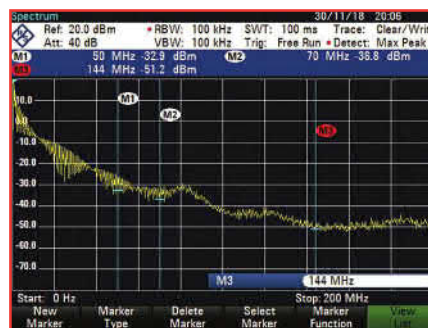 Spectrum 30/11/18 20:06
Ref: 20.0 dBm • RBW: 100 kHz SWT: 100 ms Trace: Clear/Writ
Att: 40 dB VBW: 100 kHz Trig: Free Run • Detect: Max Peak
M1 50 MHz -32.9 dBm M2 70 MHz -38.8 dBm
M3 144 MHz -51.2 dBm
10.0
M1
M2
M3
0.0
-10.0
-20.0
-30.0
-40.0
-50.0
-60.0
-70.0
M3 144 MHz
Start: 0 Hz Stop: 200 MHz
New Marker
Marker Type
Delete Marker
Select Marker
Marker Function
View List